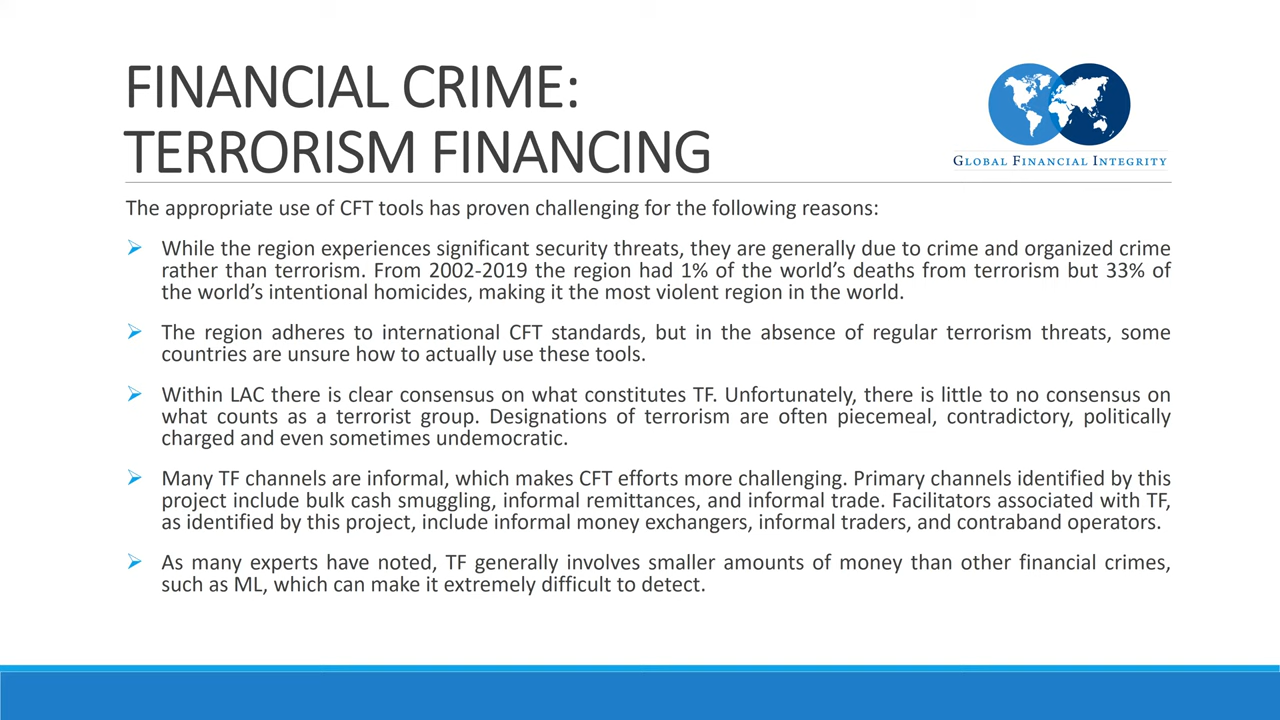 FINANCIAL CRIME:
TERRORISM FINANCING
GLOBAL FINANCIAL INTEGRITY
The appropriate use of CFT tools has proven challenging for the following reasons:
While the region experiences significant security threats, they are generally due to crime and organized crime
rather than terrorism. From 2002-2019 the region had 1% of the world's deaths from terrorism but 33% of
the world's intentional homicides, making it the most violent region in the world.
The region adheres to international CFT standards, but in the absence of regular terrorism threats, some
countries are unsure how to actually use these tools.
Within LAC there is clear consensus on what constitutes TF. Unfortunately, there is little to no consensus on
what counts as a terrorist group. Designations of terrorism are often piecemeal, contradictory, politically
charged and even sometimes undemocratic.
Many TF channels are informal, which makes CFT efforts more challenging. Primary channels identified by this
project include bulk cash smuggling, informal remittances, and informal trade. Facilitators associated with TF,
as identified by this project, include informal money exchangers, informal traders, and contraband operators.
As many experts have noted, TF generally involves smaller amounts of money than other financial crimes,
such as ML, which can make it extremely difficult to detect.